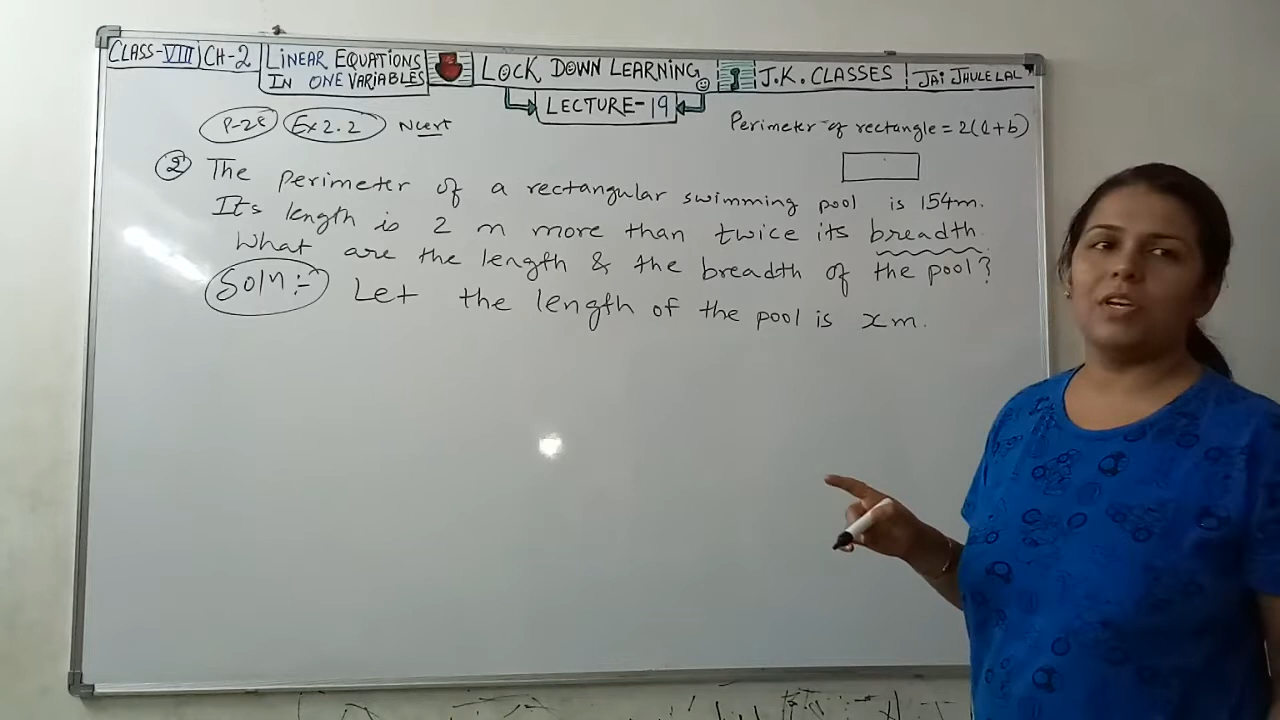 CLASS-VIII CH-2 LINEAR EQUATIONS IN ONE VARIABLES LOCK DOWN LEARNING J.K. CLASSES JAI JHULELAL
LECTURE-19
Ex 2.2 Ncert
Perimeter of rectangle = 2(l+b)
② The perimeter of a rectangular swimming pool is 154m.
Its length is 2 m more than twice its breadth.
What are the length & the breadth of the pool?
Soln:- Let the length of the pool is x m.